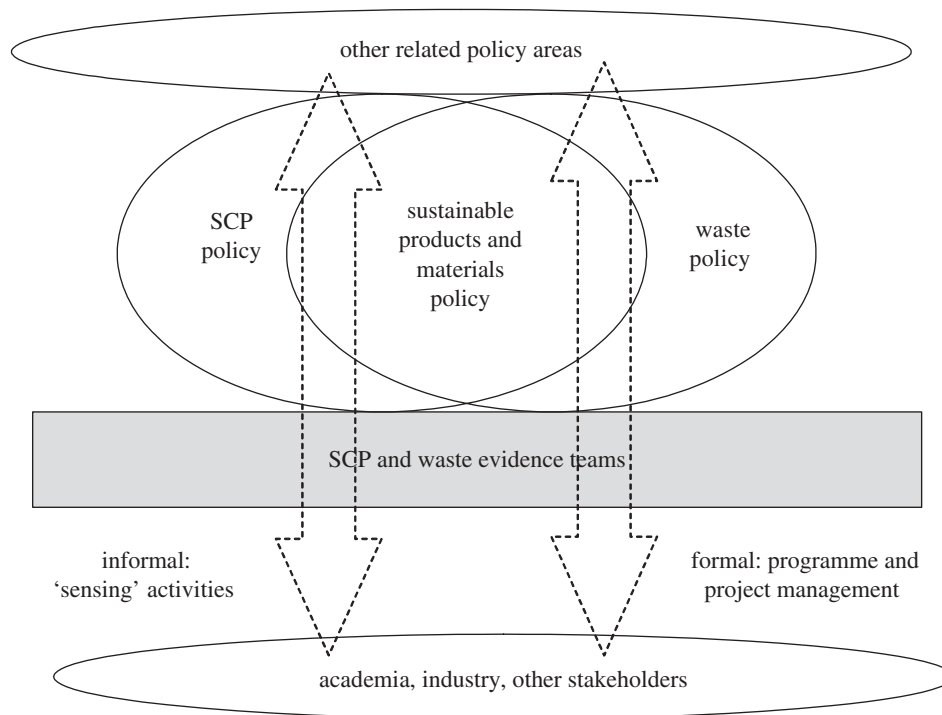 other related policy areas
SCP
policy
sustainable
products and
materials
policy
waste
policy
SCP and waste evidence teams
informal:
‘sensing’ activities
formal: programme and
project management
academia, industry, other stakeholders